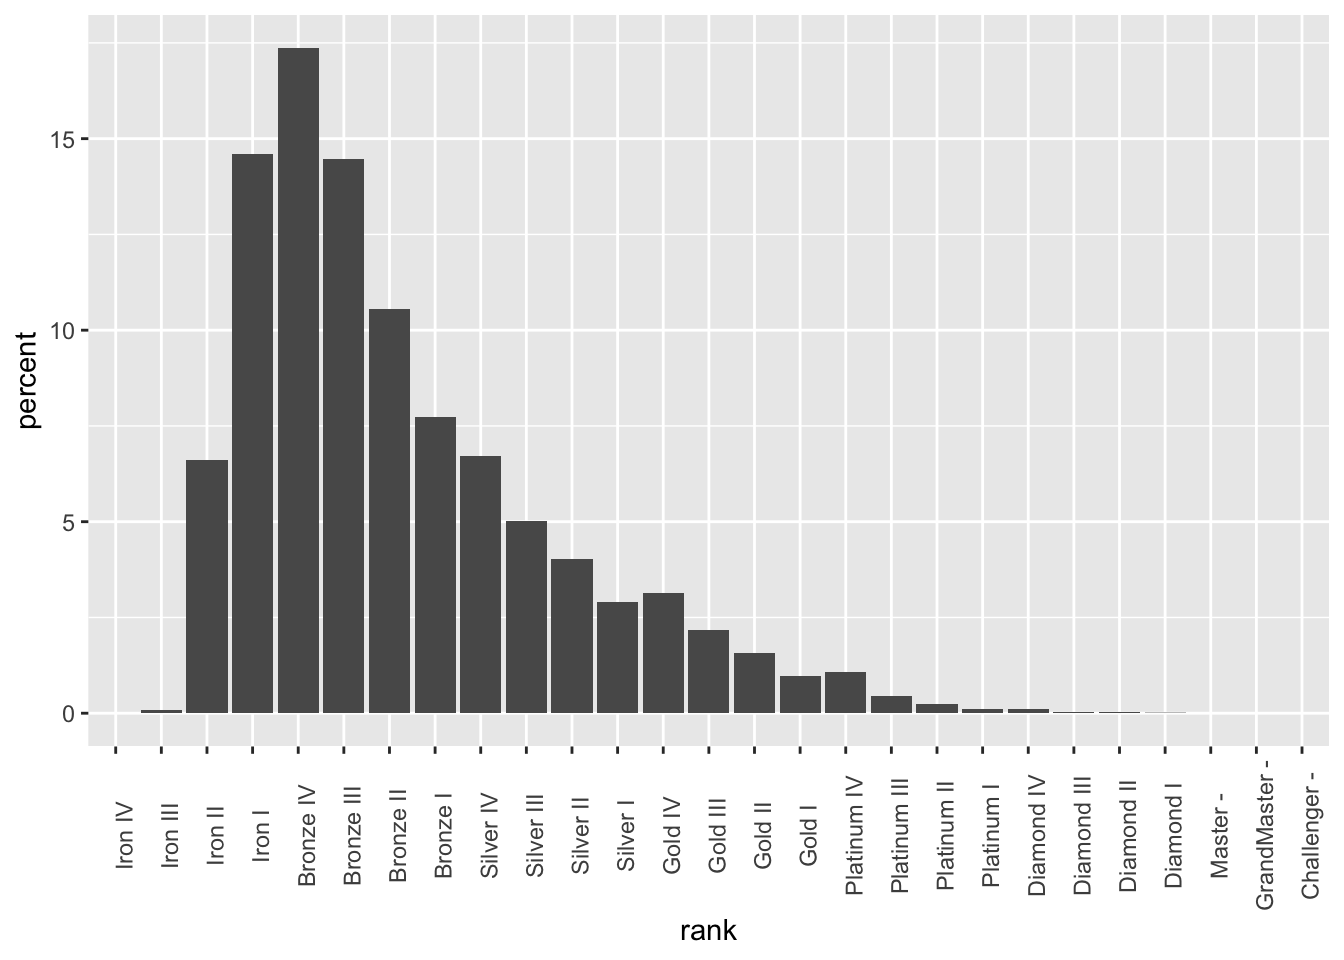 percent
15
10
5
0
Iron IV
Iron III
Iron II
Iron I
Bronze IV
Bronze III
Bronze II
Bronze I
Silver IV
Silver III
Silver II
Silver I
Gold IV
Gold III
Gold II
Gold I
Platinum IV
Platinum III
Platinum II
Platinum I
Diamond IV
Diamond III
Diamond II
Diamond I
Master -
GrandMaster -
Challenger -
rank